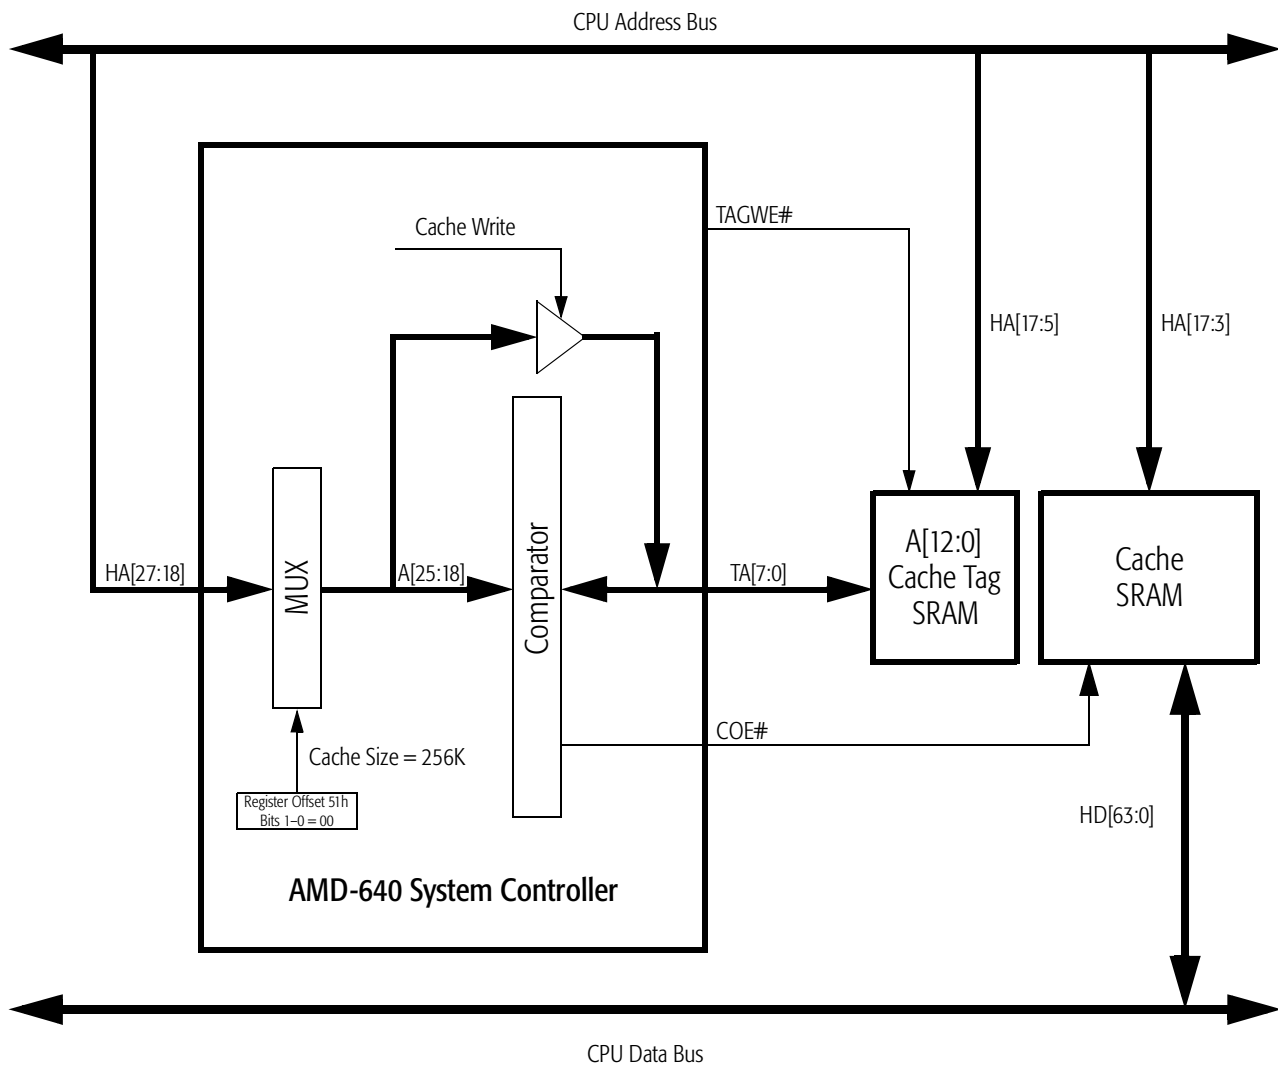 CPU Address Bus
TAGWE#
Cache Write
HA[17:5]
HA[17:3]
HA[27:18]
MUX
A[25:18]
Comparator
TA[7:0]
A[12:0]
Cache Tag
SRAM
Cache
SRAM
COE#
Cache Size = 256K
Register Offset 51h
Bits 1–0 = 00
HD[63:0]
AMD-640 System Controller
CPU Data Bus